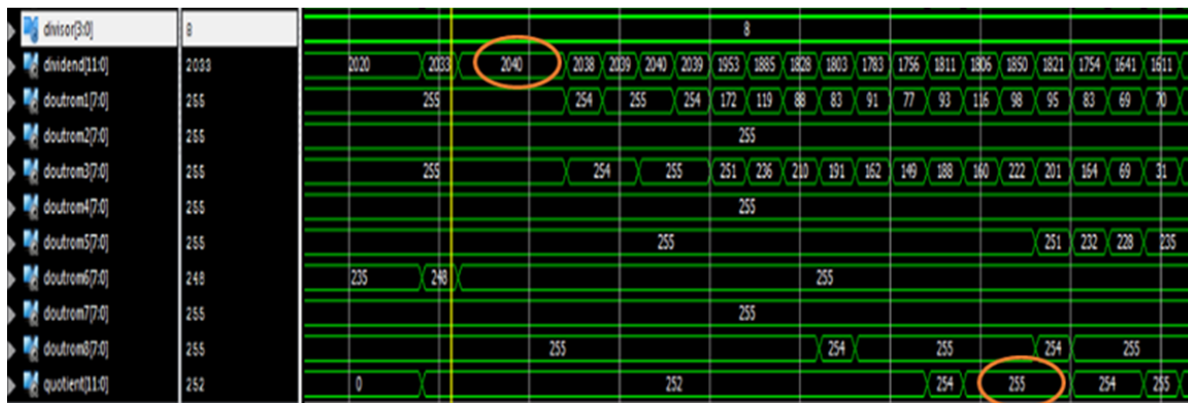 divisor[3:0] 8 8
dividend[11:0] 2033 2020 2033 2040 2038 2039 2040 2039 1953 1885 1828 1803 1783 1756 1811 1806 1850 1821 1754 1641 1611
doutrom1[7:0] 255 255 254 255 254 172 119 88 83 91 77 93 116 98 95 83 69 70
doutrom2[7:0] 255 255
doutrom3[7:0] 255 255 254 255 251 236 210 191 162 149 188 160 222 201 164 69 31
doutrom4[7:0] 255 255
doutrom5[7:0] 255 255 251 232 228 235
doutrom6[7:0] 248 235 248 255
doutrom7[7:0] 255 255
doutrom8[7:0] 255 255 254 255 254 255
quotient[11:0] 252 0 252 254 255 254 255